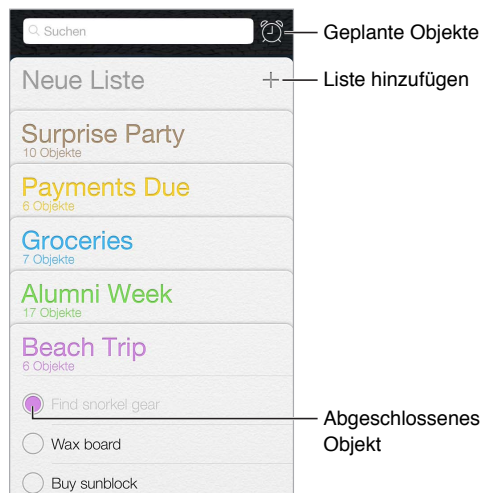 Suchen
Geplante Objekte
Neue Liste
Liste hinzufügen
Surprise Party
10 Objekte
Payments Due
6 Objekte
Groceries
7 Objekte
Alumni Week
17 Objekte
Beach Trip
6 Objekte
Find snorkel gear
Abgeschlossenes
Objekt
Wax board
Buy sunblock